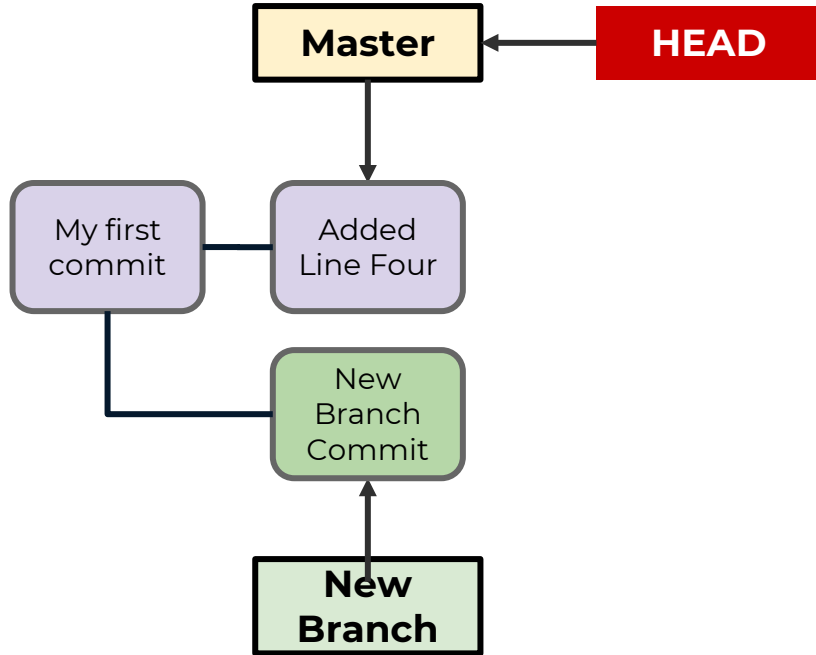 Master
HEAD
My first
commit
Added
Line Four
New
Branch
Commit
New
Branch